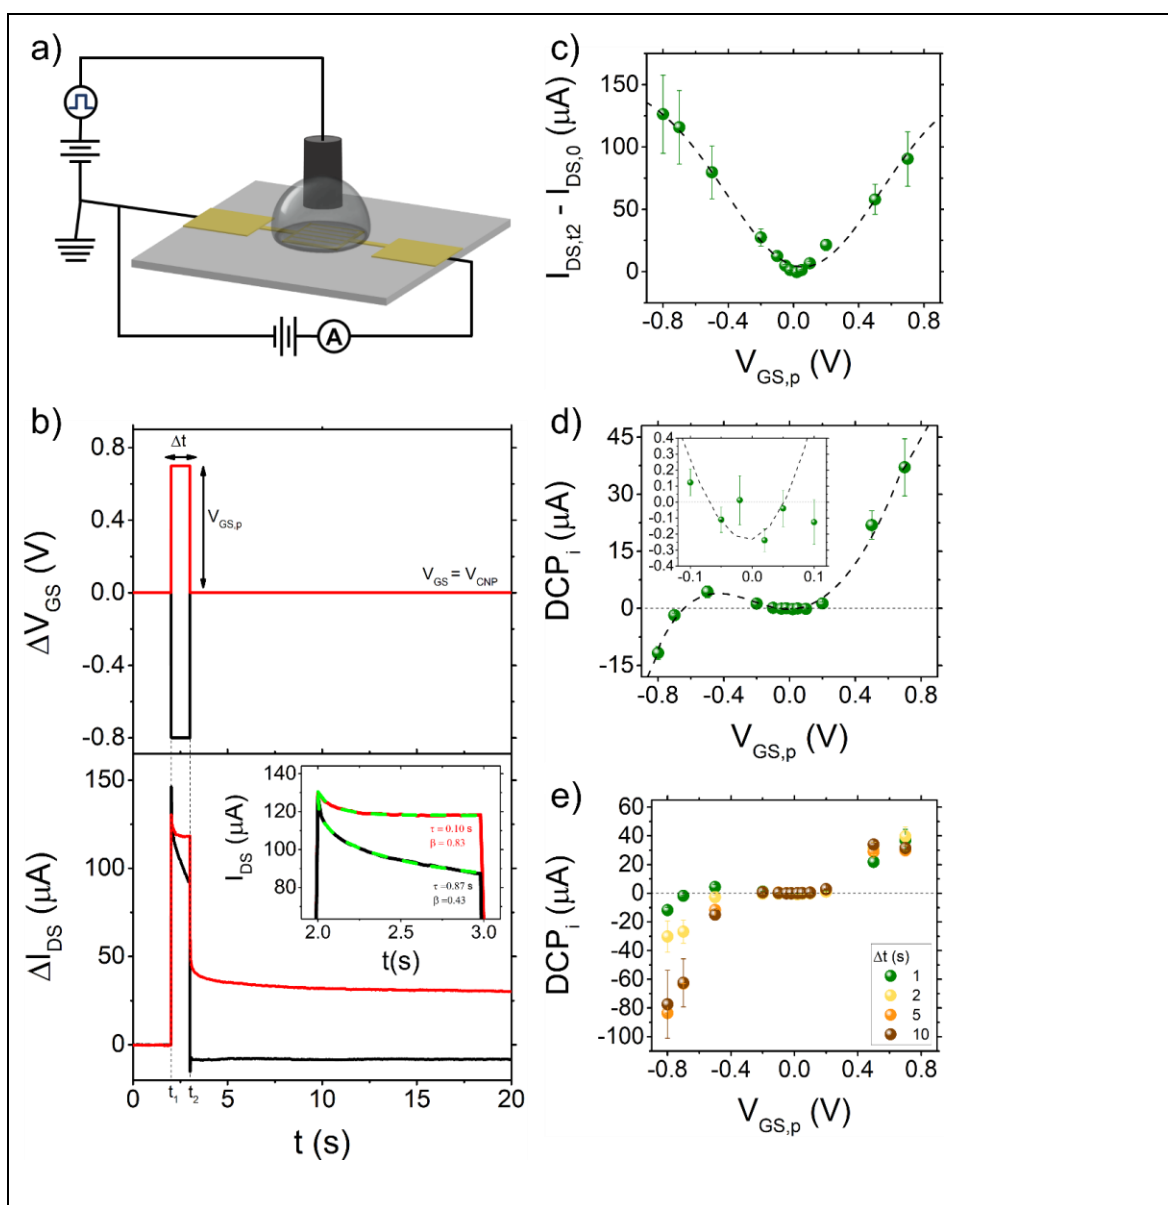 a)
A
b)
Δt
0.8
0.4
0.0
-0.4
-0.8
ΔV_GS (V)
V_GS,p
V_GS = V_CNP
150
100
50
0
ΔI_DS (μA)
0
t_1
t_2
5
10
15
20
t (s)
140
120
100
80
I_DS (μA)
τ = 0.10 s
β = 0.83
τ =0.87 s
β =0.43
2.0
2.5
3.0
t(s)
c)
150
100
50
0
I_DS,t2 - I_DS,0 (μA)
-0.8 -0.4 0.0 0.4 0.8
V_GS,p (V)
d)
45
30
15
0
-15
DCP_i (μA)
0.4
0.3
0.2
0.1
0.0
-0.1
-0.2
-0.3
-0.4
-0.1 0.0 0.1
-0.8 -0.4 0.0 0.4 0.8
V_GS,p (V)
e)
60
40
20
0
-20
-40
-60
-80
-100
DCP_i (μA)
Δt (s)
1
2
5
10
-0.8 -0.4 0.0 0.4 0.8
V_GS,p (V)